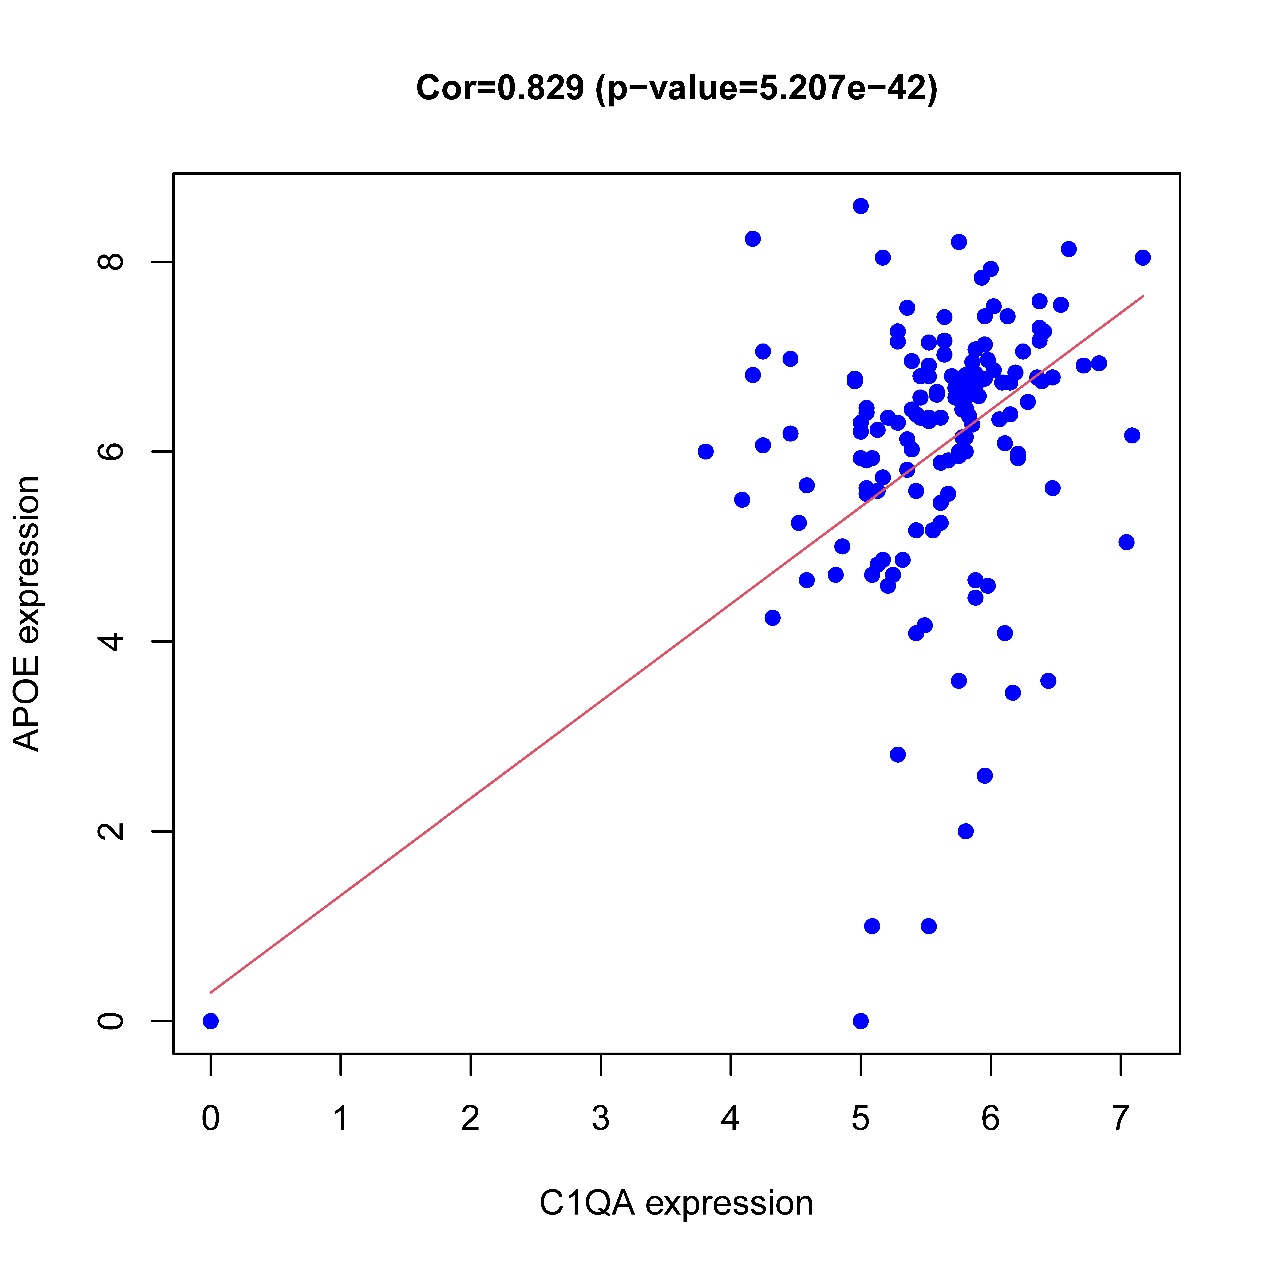 Cor=0.829 (p−value=5.207e−42)
8
6
4
2
0
APOE expression
0 1 2 3 4 5 6 7
C1QA expression